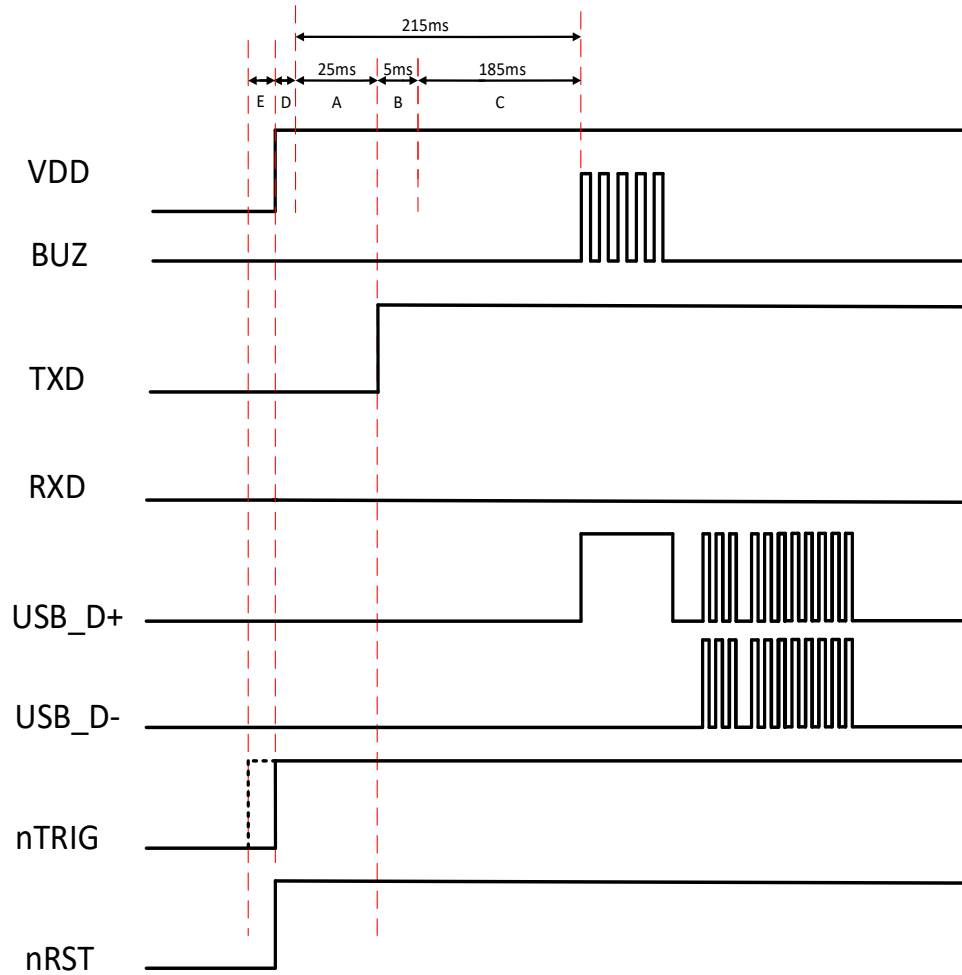 215ms
25ms 5ms 185ms
E D A B C
VDD
BUZ
TXD
RXD
USB_D+
USB_D-
nTRIG
nRST